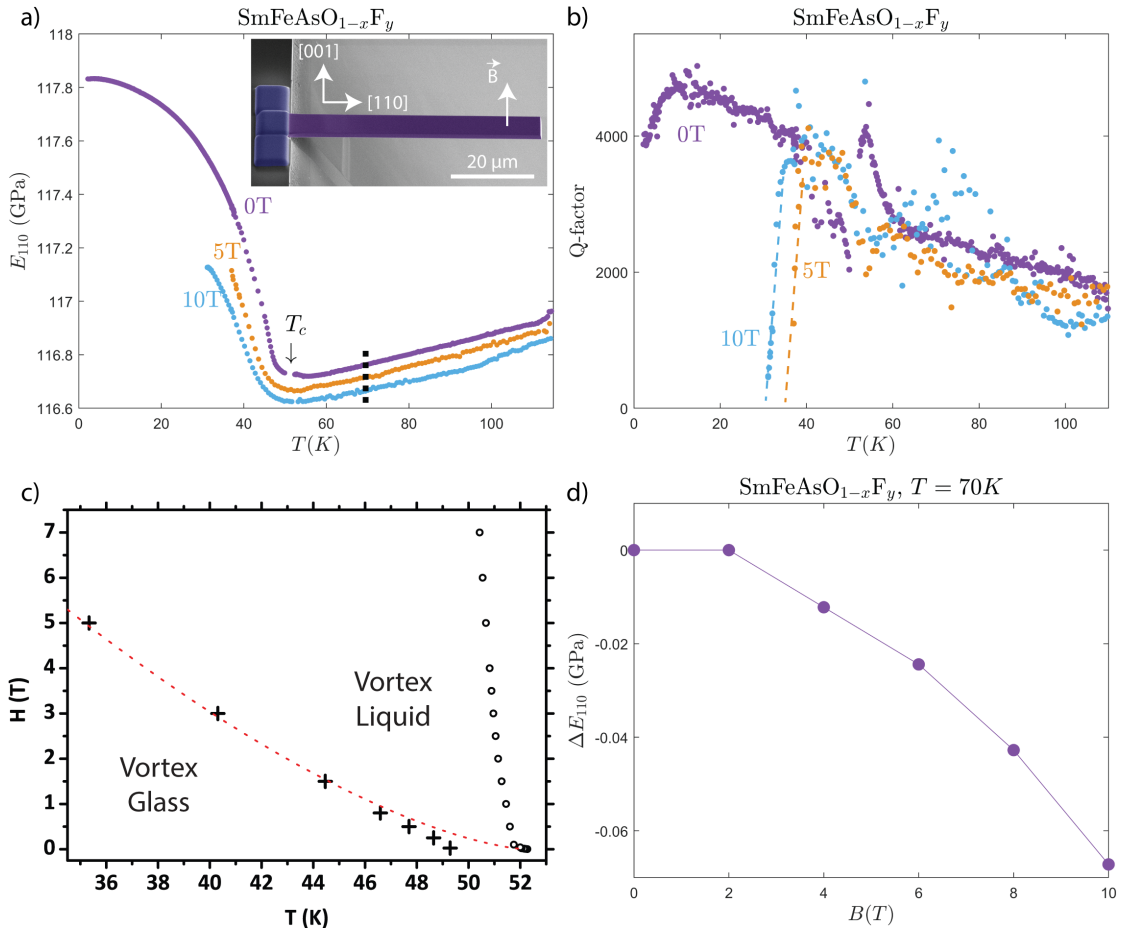 a)
SmFeAsO1−xFy
118
117.8
117.6
117.4
117.2
117
116.8
116.6
E110 (GPa)
0 20 40 60 80 100
T(K)
[001]
[110]
B
20 μm
0T
5T
10T
Tc
b)
SmFeAsO1−xFy
4000
2000
0
Q-factor
0 20 40 60 80 100
T(K)
0T
5T
10T
c)
7
6
5
4
3
2
1
0
H (T)
36 40 44 48 50 52
T (K)
Vortex
Liquid
Vortex
Glass
d)
SmFeAsO1−xFy, T = 70K
0
-0.02
-0.04
-0.06
ΔE110 (GPa)
0 2 4 6 8 10
B(T)